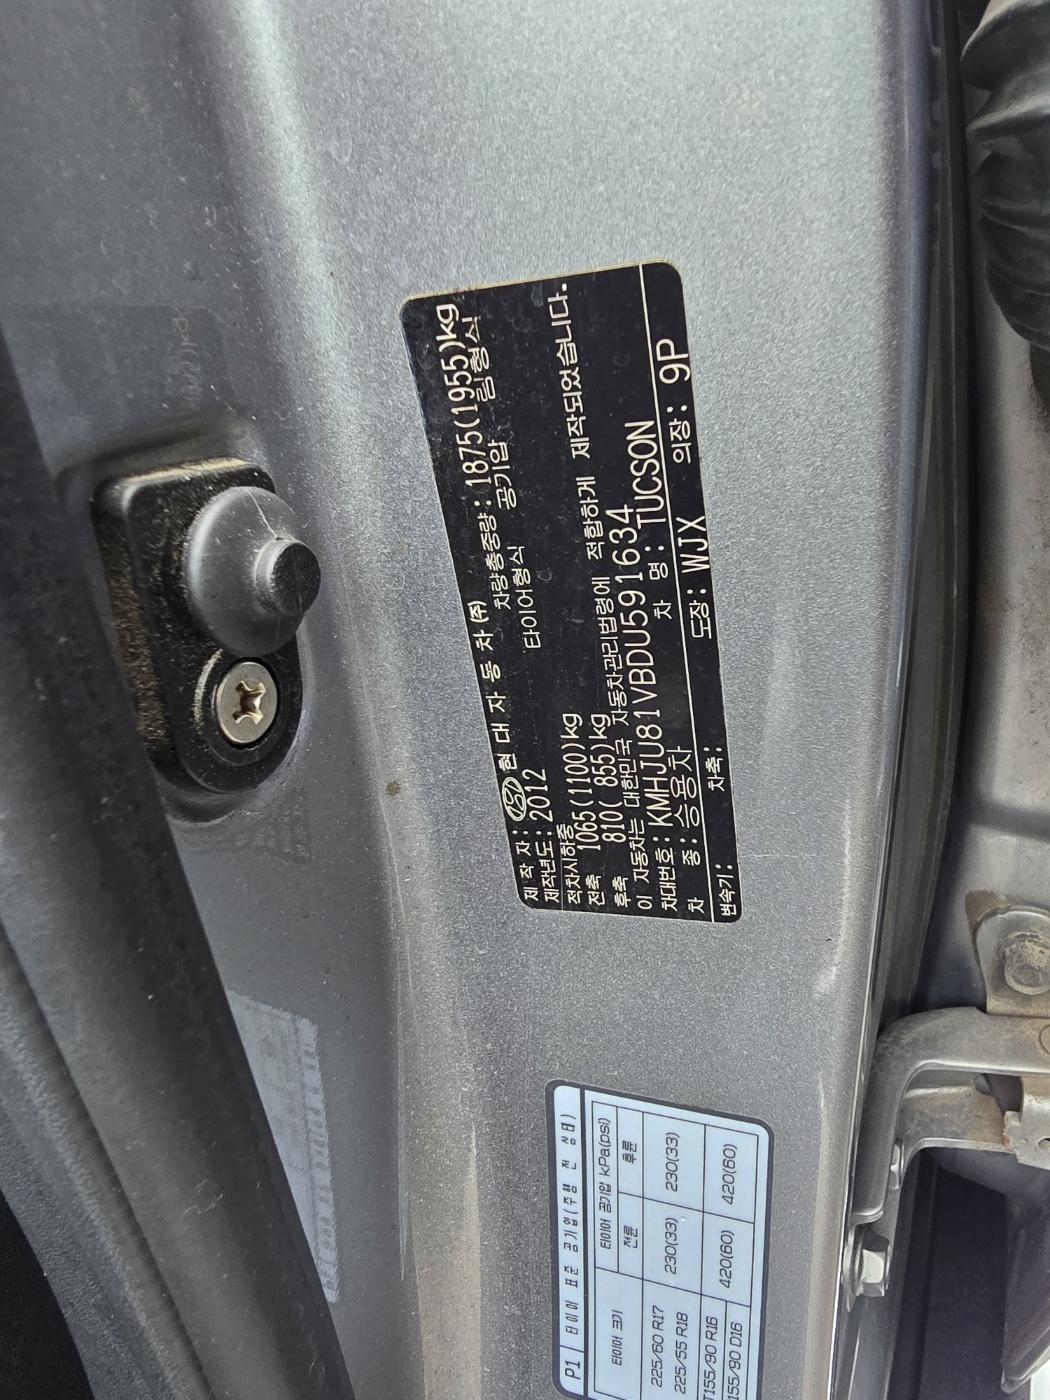 제 작 자: 현 대 자 동 차 ㈜
제작년도: 2012 차량총중량: 1875(1955)kg
적차시하중 타이어형식 공기압 림형식
전축 1065(1100)kg
후축 810( 855)kg
이 자동차는 대한민국 자동차관리법령에 적합하게 제작되었습니다.
차대번호: KMHJU81VBDU591634
차 종: 승용차 차 명: TUCSON
변속기: 차축: 도장: WJX 의장: 9P
P1 타 이 어 표 준 공 기 압 (주 행 전 상 온)
타이어 크기 타이어 공기압 kPa(psi)
전륜 후륜
225/60 R17 230(33) 230(33)
225/55 R18
T155/90 R16 420(60) 420(60)
155/90 D16